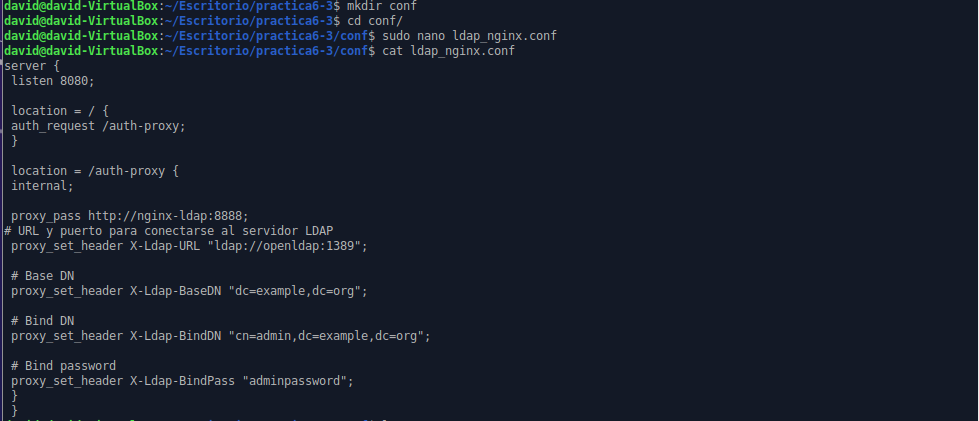 david@david-VirtualBox:~/Escritorio/practica6-3$ mkdir conf
david@david-VirtualBox:~/Escritorio/practica6-3$ cd conf/
david@david-VirtualBox:~/Escritorio/practica6-3/conf$ sudo nano ldap_nginx.conf
david@david-VirtualBox:~/Escritorio/practica6-3/conf$ cat ldap_nginx.conf
server {
 listen 8080;
 location = / {
 auth_request /auth-proxy;
 }
 location = /auth-proxy {
 internal;
 proxy_pass http://nginx-ldap:8888;
# URL y puerto para conectarse al servidor LDAP
 proxy_set_header X-Ldap-URL "ldap://openldap:1389";
 # Base DN
 proxy_set_header X-Ldap-BaseDN "dc=example,dc=org";
 # Bind DN
 proxy_set_header X-Ldap-BindDN "cn=admin,dc=example,dc=org";
 # Bind password
 proxy_set_header X-Ldap-BindPass "adminpassword";
 }
 }